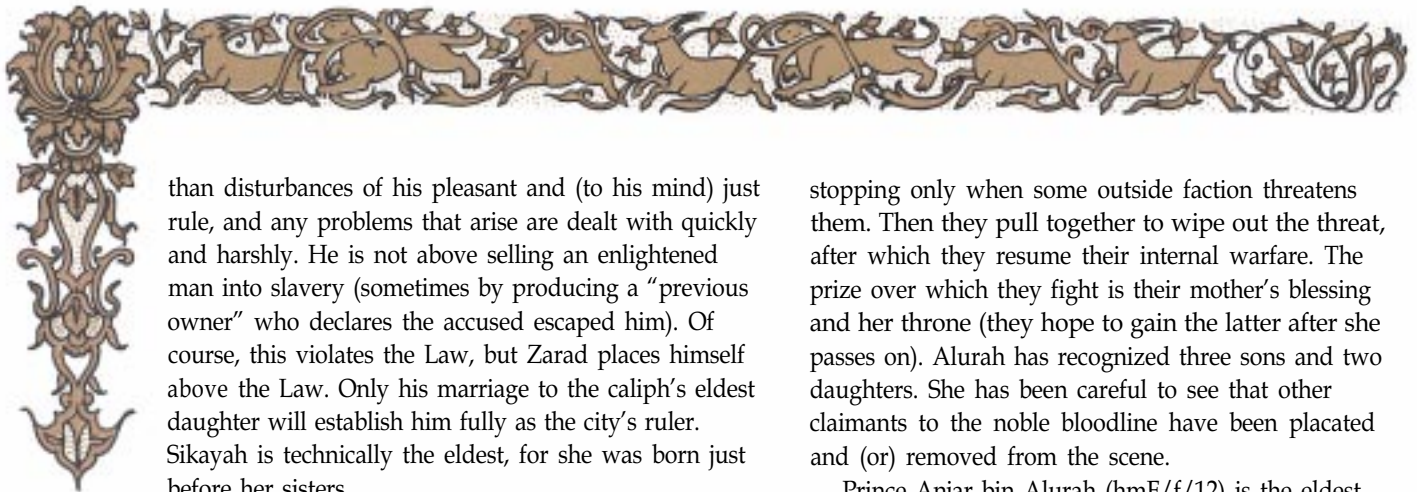 than disturbances of his pleasant and (to his mind) just
rule, and any problems that arise are dealt with quickly
and harshly. He is not above selling an enlightened
man into slavery (sometimes by producing a “previous
owner” who declares the accused escaped him). Of
course, this violates the Law, but Zarad places himself
above the Law. Only his marriage to the caliph’s eldest
daughter will establish him fully as the city’s ruler.
Sikayah is technically the eldest, for she was born just
before her sisters.
stopping only when some outside faction threatens
them. Then they pull together to wipe out the threat,
after which they resume their internal warfare. The
prize over which they fight is their mother’s blessing
and her throne (they hope to gain the latter after she
passes on). Alurah has recognized three sons and two
daughters. She has been careful to see that other
claimants to the noble bloodline have been placated
and (or) removed from the scene.
Prince Anjar bin Alurah (hmE/f/12) is the eldest